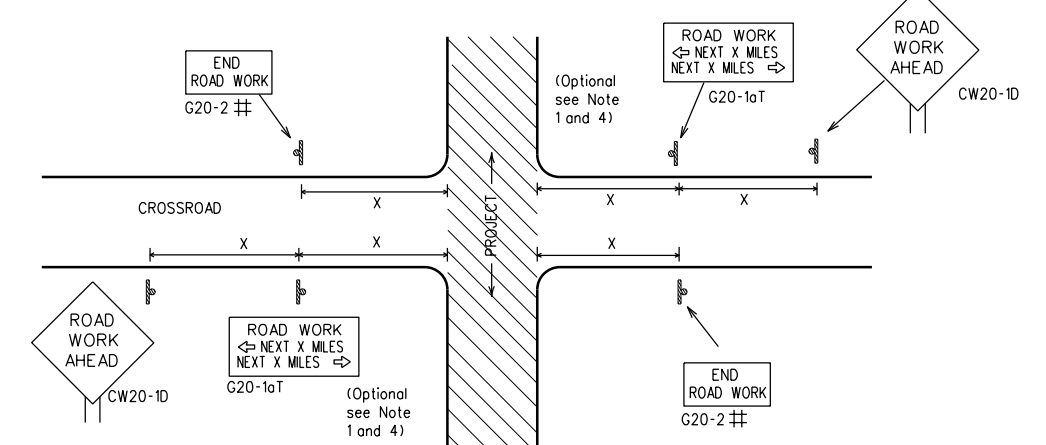 ROAD
WORK
AHEAD
CW20-1D
ROAD WORK
⇦ NEXT X MILES
NEXT X MILES ⇨
G20-1aT
(Optional
see Note
1 and 4)
END
ROAD WORK
G20-2 #
X
X
X
CROSSROAD
PROJECT
X
X
X
ROAD
WORK
AHEAD
CW20-1D
ROAD WORK
⇦ NEXT X MILES
NEXT X MILES ⇨
G20-1aT
(Optional
see Note
1 and 4)
END
ROAD WORK
G20-2 #